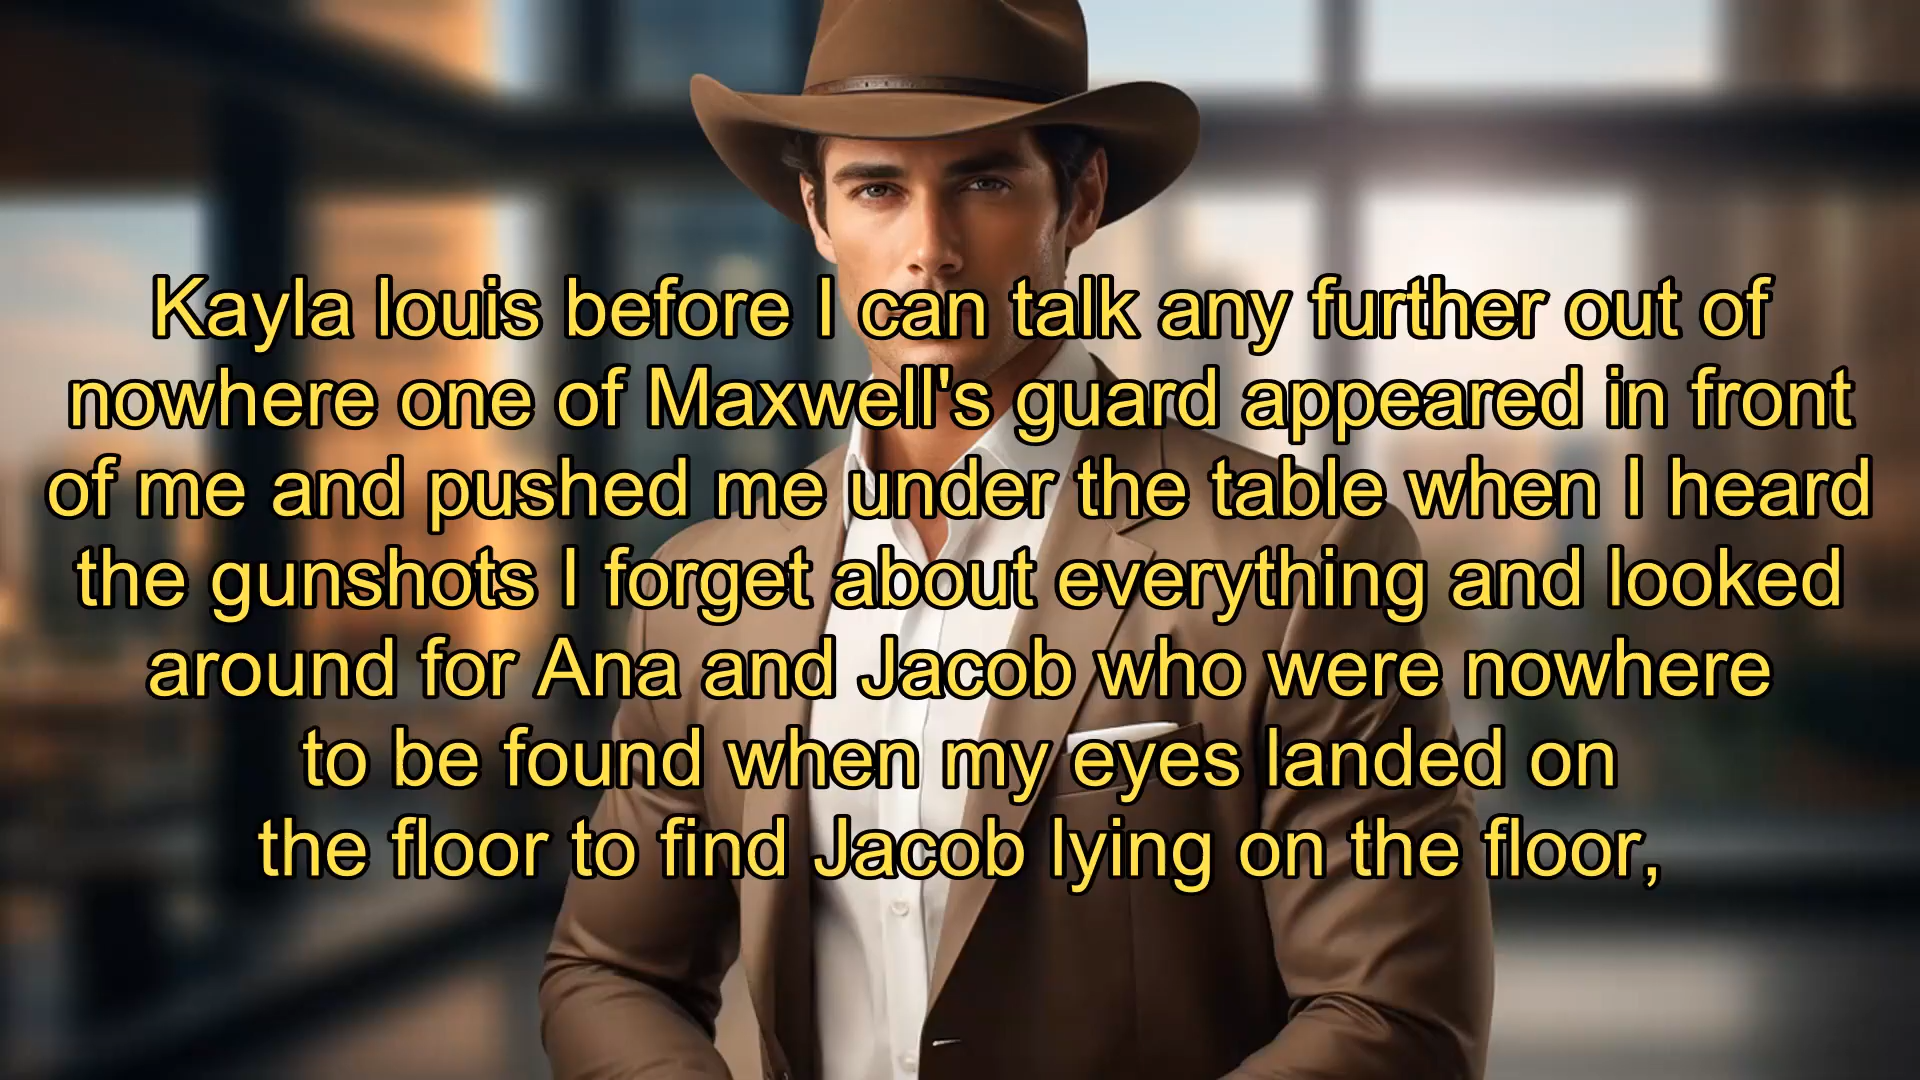 Kayla louis before I can talk any further out of
nowhere one of Maxwell's guard appeared in front
of me and pushed me under the table when I heard
the gunshots I forget about everything and looked
around for Ana and Jacob who were nowhere
to be found when my eyes landed on
the floor to find Jacob lying on the floor,